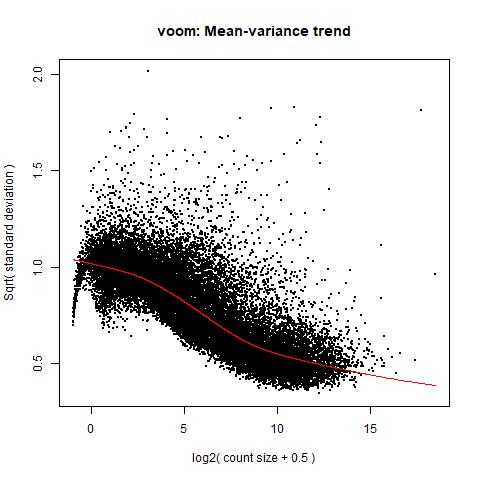 voom: Mean-variance trend
Sqrt( standard deviation )
2.0
1.5
1.0
0.5
0 5 10 15
log2( count size + 0.5 )